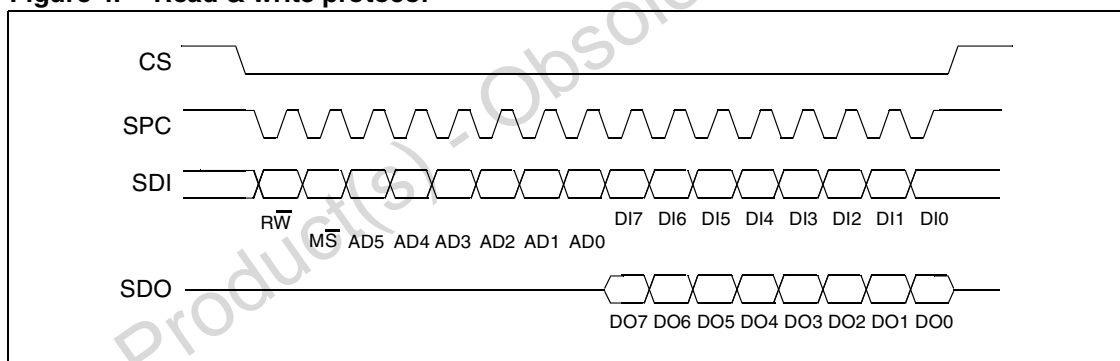 Figure 4. Read & write protocol
CS
SPC
SDI
RW̅
MS̅ AD5 AD4 AD3 AD2 AD1 AD0
DI7 DI6 DI5 DI4 DI3 DI2 DI1 DI0
SDO
DO7 DO6 DO5 DO4 DO3 DO2 DO1 DO0
Product(s) - Obsol